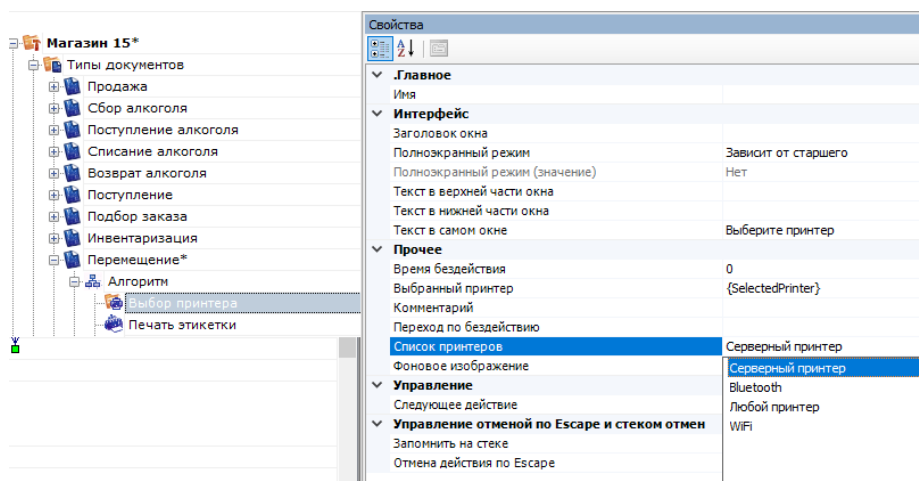 Магазин 15*
Типы документов
Продажа
Сбор алкоголя
Поступление алкоголя
Списание алкоголя
Возврат алкоголя
Поступление
Подбор заказа
Инвентаризация
Перемещение*
Алгоритм
Выбор принтера
Печать этикетки
Свойства
.Главное
Имя
Интерфейс
Заголовок окна
Полноэкранный режим Зависит от старшего
Полноэкранный режим (значение) Нет
Текст в верхней части окна
Текст в нижней части окна
Текст в самом окне Выберите принтер
Прочее
Время бездействия 0
Выбранный принтер {SelectedPrinter}
Комментарий
Переход по бездействию
Список принтеров Серверный принтер
Фоновое изображение Серверный принтер
Управление Bluetooth
Следующее действие Любой принтер
Управление отменой по Escape и стеком отмен WiFi
Запомнить на стеке
Отмена действия по Escape